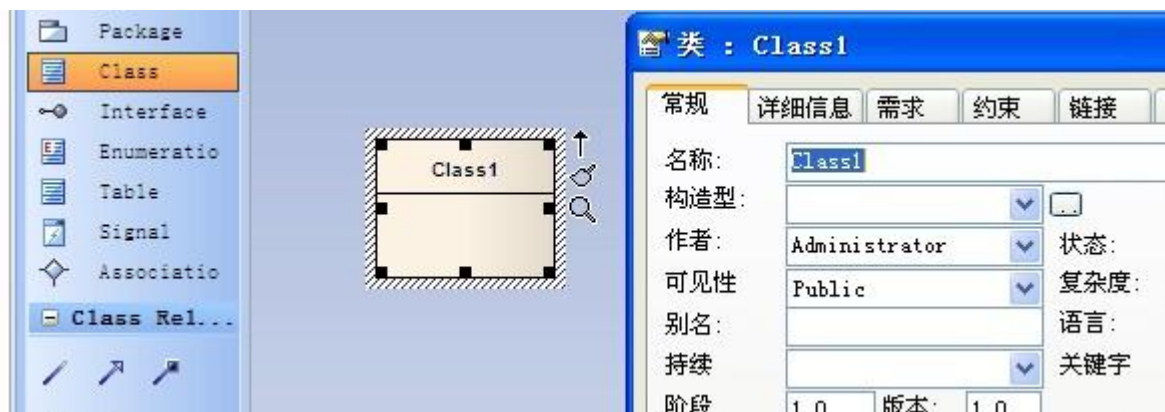 Package
Class
Interface
Enumeratio
Table
Signal
Associatio
Class Rel...
Class1
类 : Class1
常规 详细信息 需求 约束 链接
名称: Class1
构造型: ...
作者: Administrator 状态:
可见性 Public 复杂度:
别名: 语言:
持续 关键字
阶段 1.0 版本: 1.0